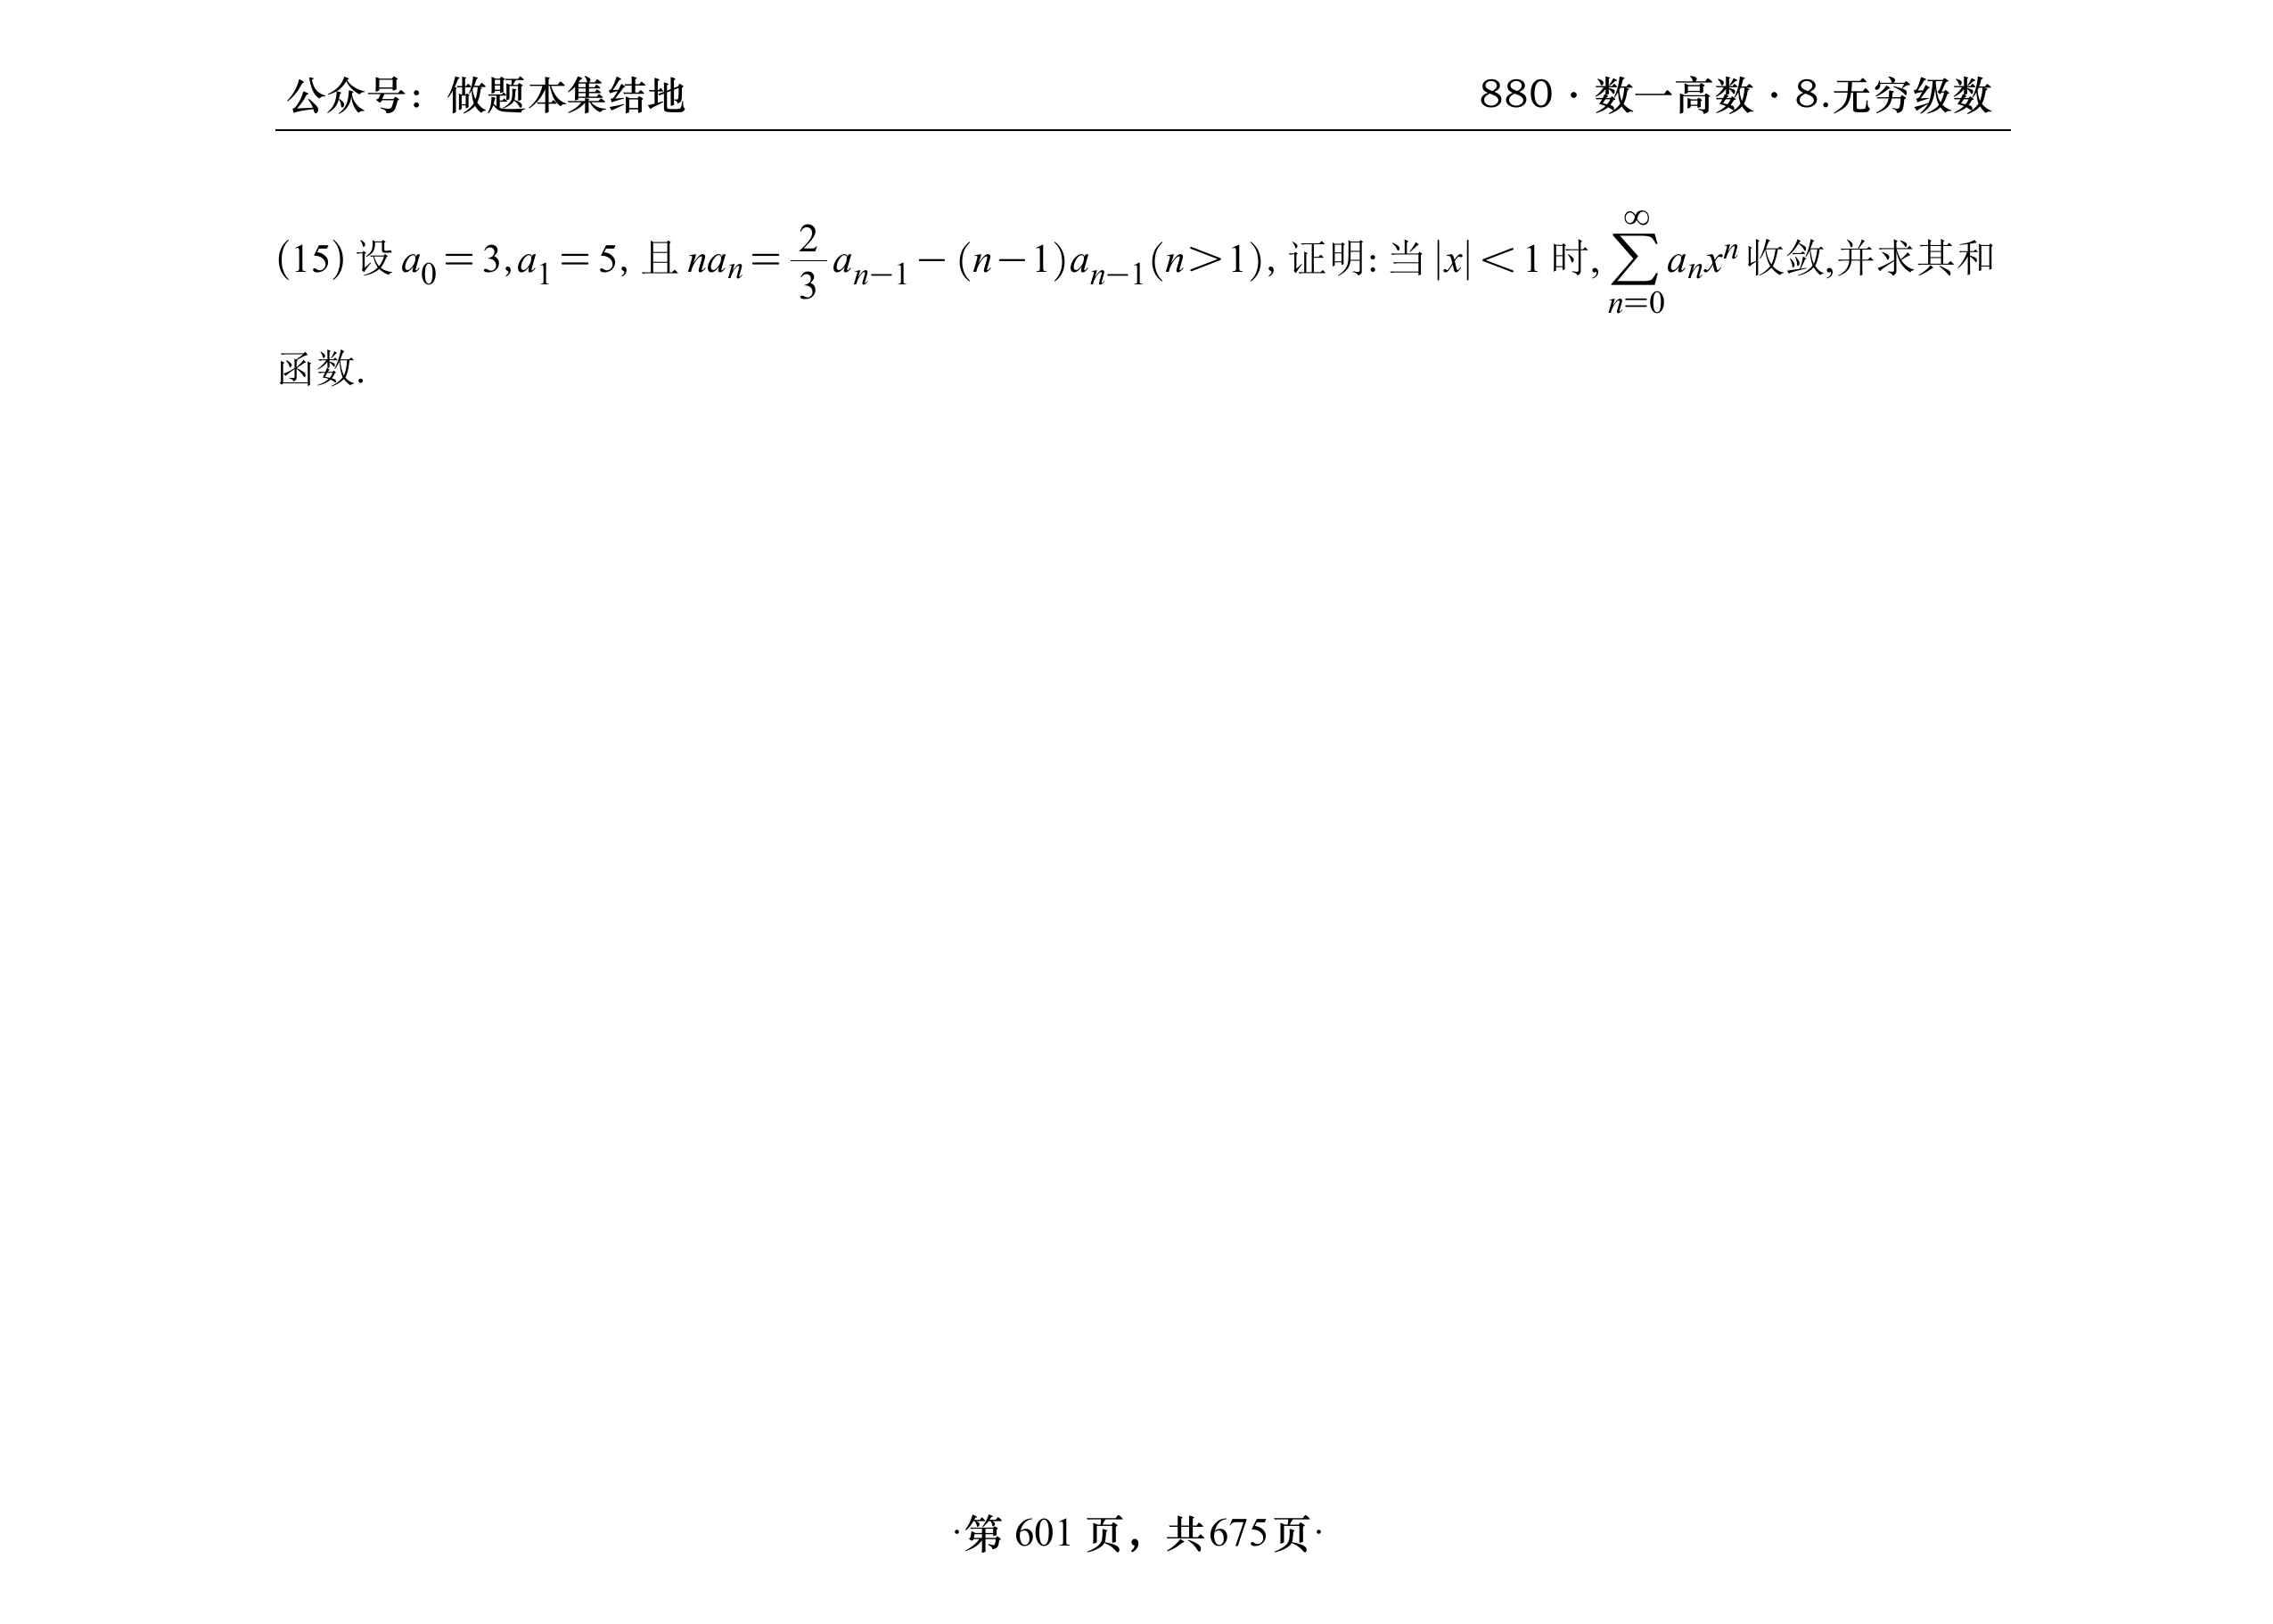 公众号：做题本集结地
880·数一高数·8.无穷级数
(15) 设 a_0 = 3, a_1 = 5, 且 na_n = \frac{2}{3} a_{n-1} - (n-1)a_{n-1} (n>1), 证明: 当 |x| < 1 时, \sum_{n=0}^{\infty} a_n x^n 收敛,并求其和
函数.
·第 601 页，共675页·